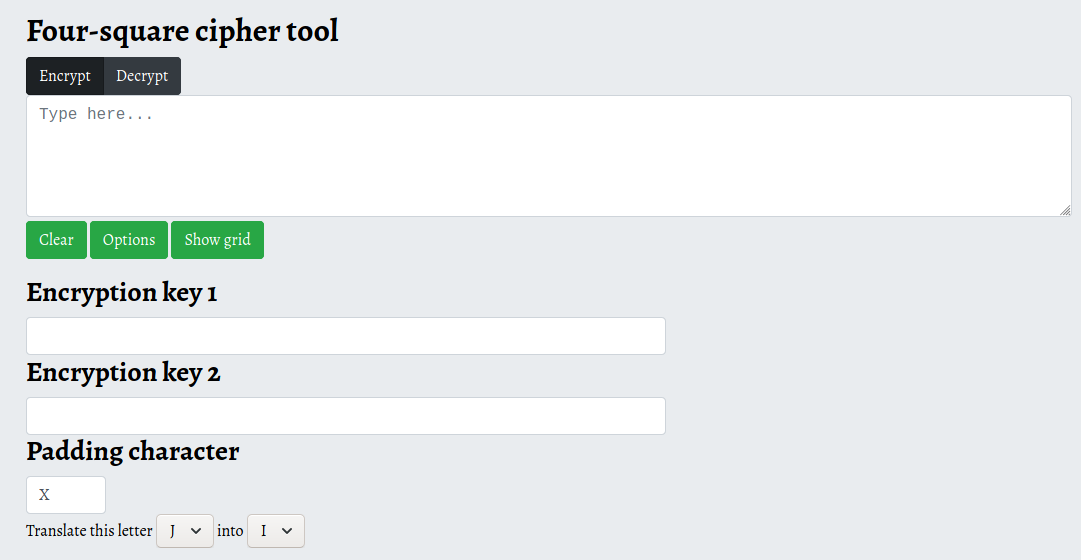 Four-square cipher tool
Encrypt Decrypt
Type here...
Clear Options Show grid
Encryption key 1
Encryption key 2
Padding character
X
Translate this letter J into I